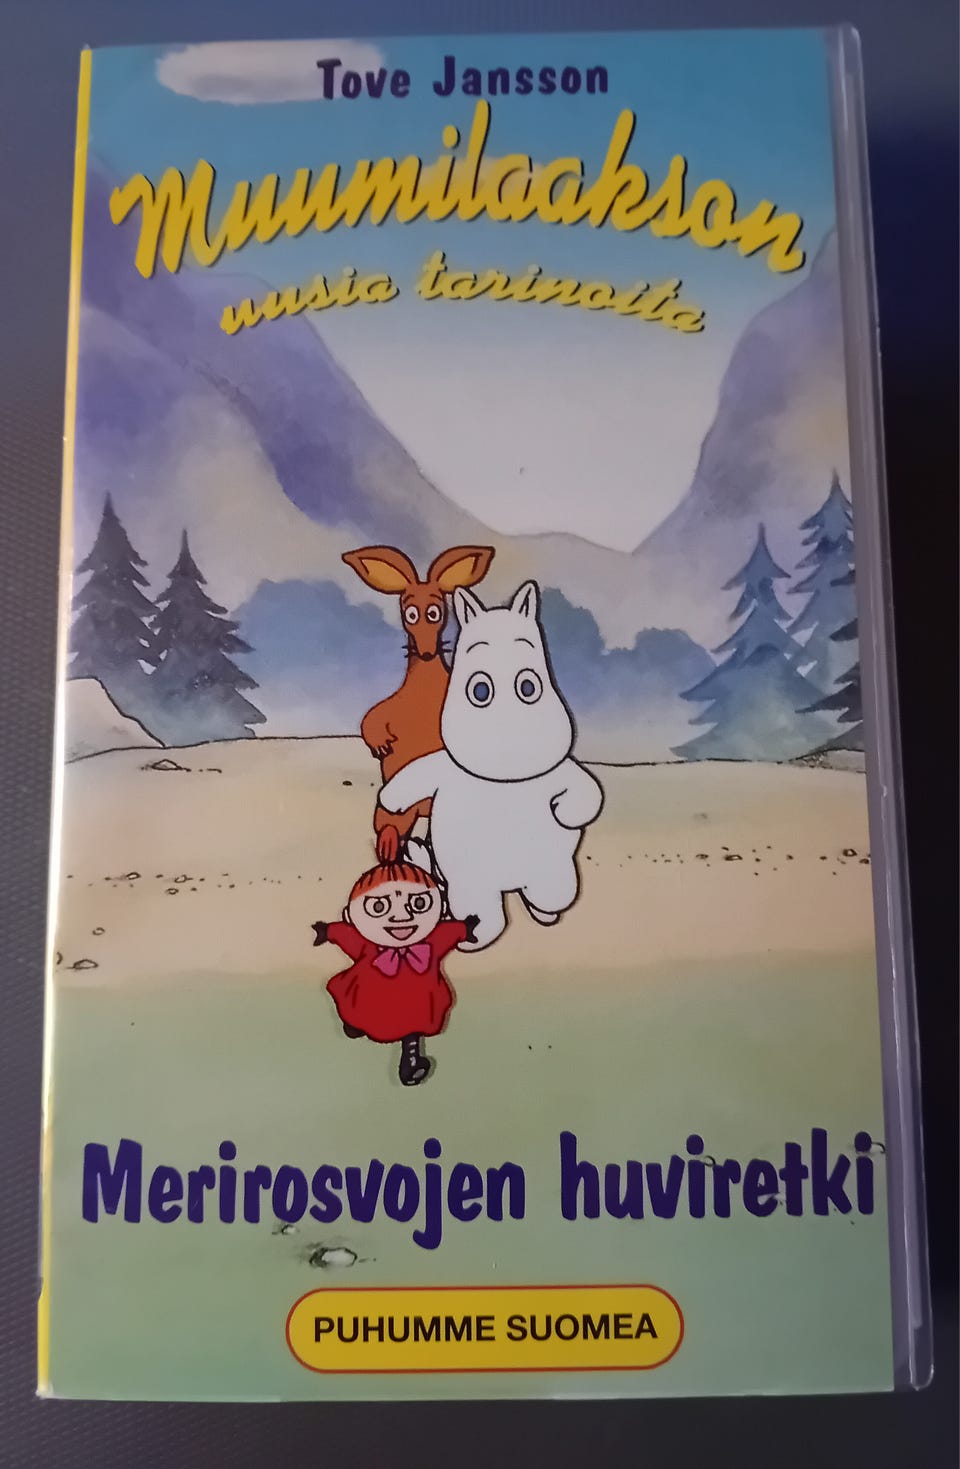 Tove Jansson
Muumilaakson
uusia tarinoita
Merirosvojen huviretki
PUHUMME SUOMEA